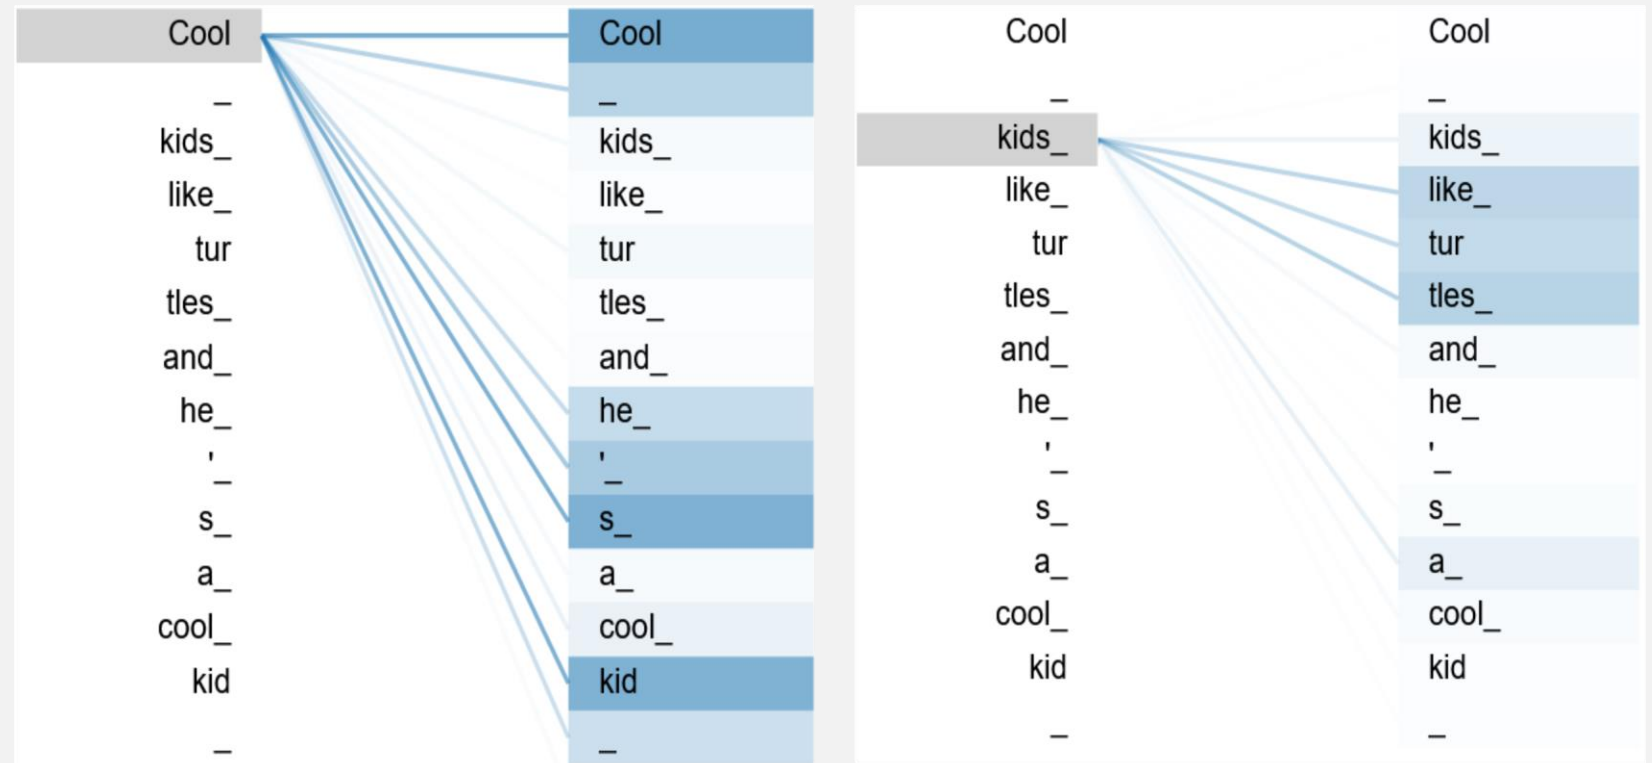 Cool Cool Cool Cool
_ _ _ _
kids_ kids_ kids_ kids_
like_ like_ like_ like_
tur tur tur tur
tles_ tles_ tles_ tles_
and_ and_ and_ and_
he_ he_ he_ he_
'_ '_ '_ '_
s_ s_ s_ s_
a_ a_ a_ a_
cool_ cool_ cool_ cool_
kid kid kid kid
_ _ _ _